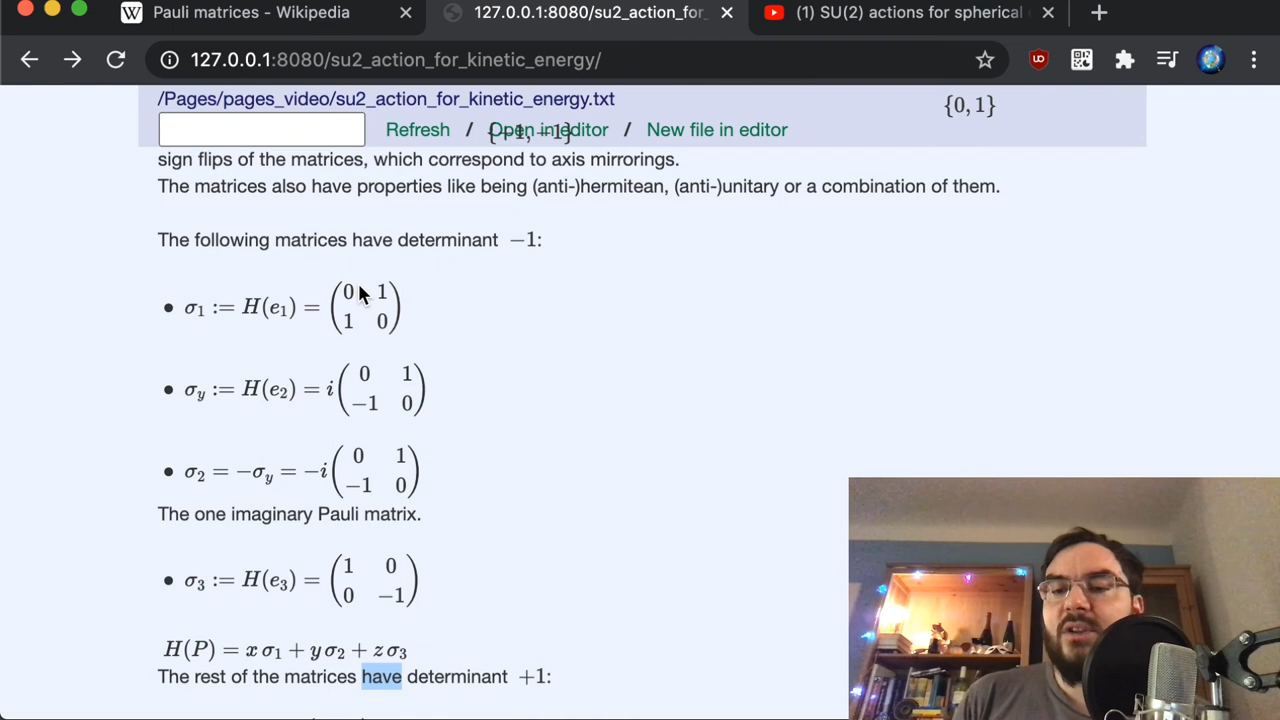 Pauli matrices - Wikipedia
127.0.0.1:8080/su2_action_for_
(1) SU(2) actions for spherical
127.0.0.1:8080/su2_action_for_kinetic_energy/
/Pages/pages_video/su2_action_for_kinetic_energy.txt
{0, 1}
Refresh / Open in editor / New file in editor
{+1, −1}
sign flips of the matrices, which correspond to axis mirrorings.
The matrices also have properties like being (anti-)hermitean, (anti-)unitary or a combination of them.
The following matrices have determinant −1:
• σ₁ := H(e₁) = (0 1
1 0)
• σ_y := H(e₂) = i(0 1
−1 0)
• σ₂ = −σ_y = −i(0 1
−1 0)
The one imaginary Pauli matrix.
• σ₃ := H(e₃) = (1 0
0 −1)
H(P) = x σ₁ + y σ₂ + z σ₃
The rest of the matrices have determinant +1: